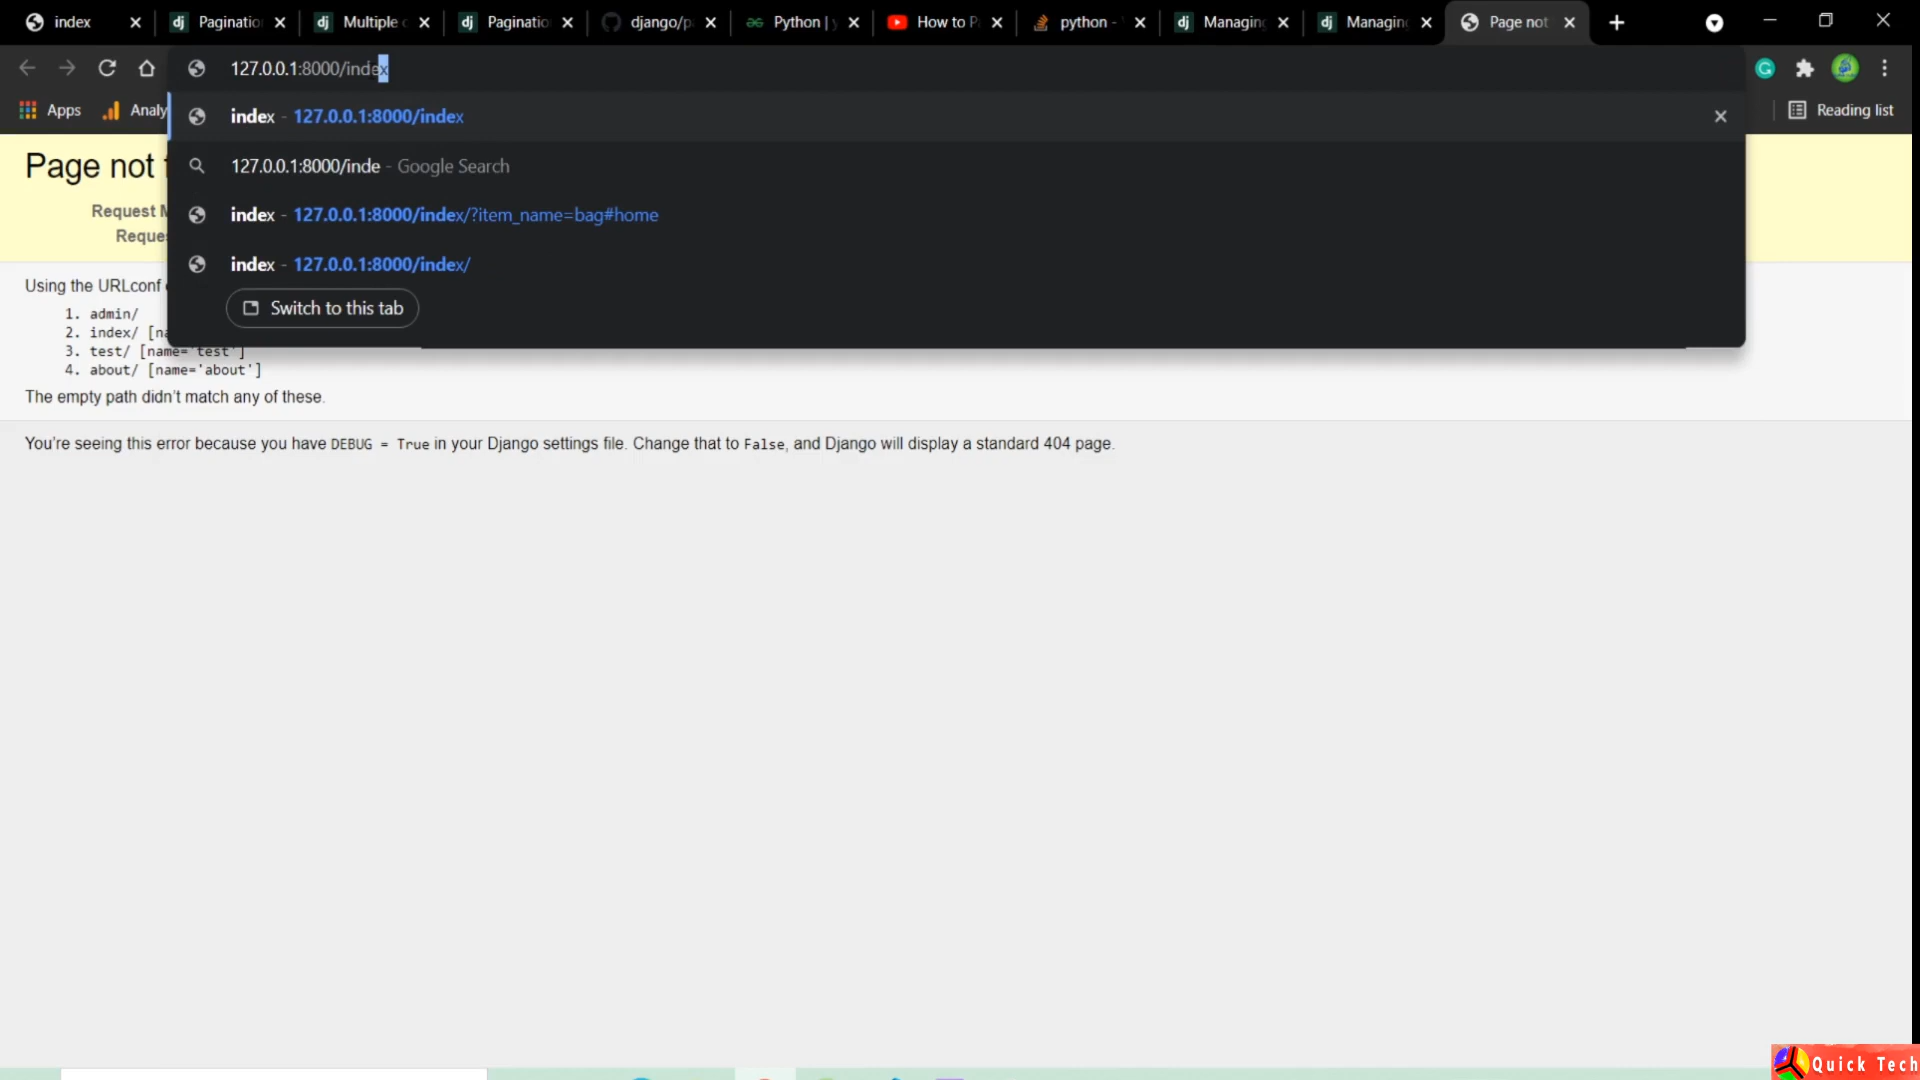 index
Pagination
Multiple
Paginatio
django/p
Python |
How to P
python -
Managing
Managing
Page not
127.0.0.1:8000/index
Apps
Analy
Reading list
index - 127.0.0.1:8000/index
127.0.0.1:8000/inde - Google Search
index - 127.0.0.1:8000/index/?item_name=bag#home
index - 127.0.0.1:8000/index/
Switch to this tab
Page not
Request M
Reques
Using the URLconf
1. admin/
2. index/ [na
3. test/ [name='test']
4. about/ [name='about']
The empty path didn't match any of these.
You're seeing this error because you have DEBUG = True in your Django settings file. Change that to False, and Django will display a standard 404 page.
Quick Tech